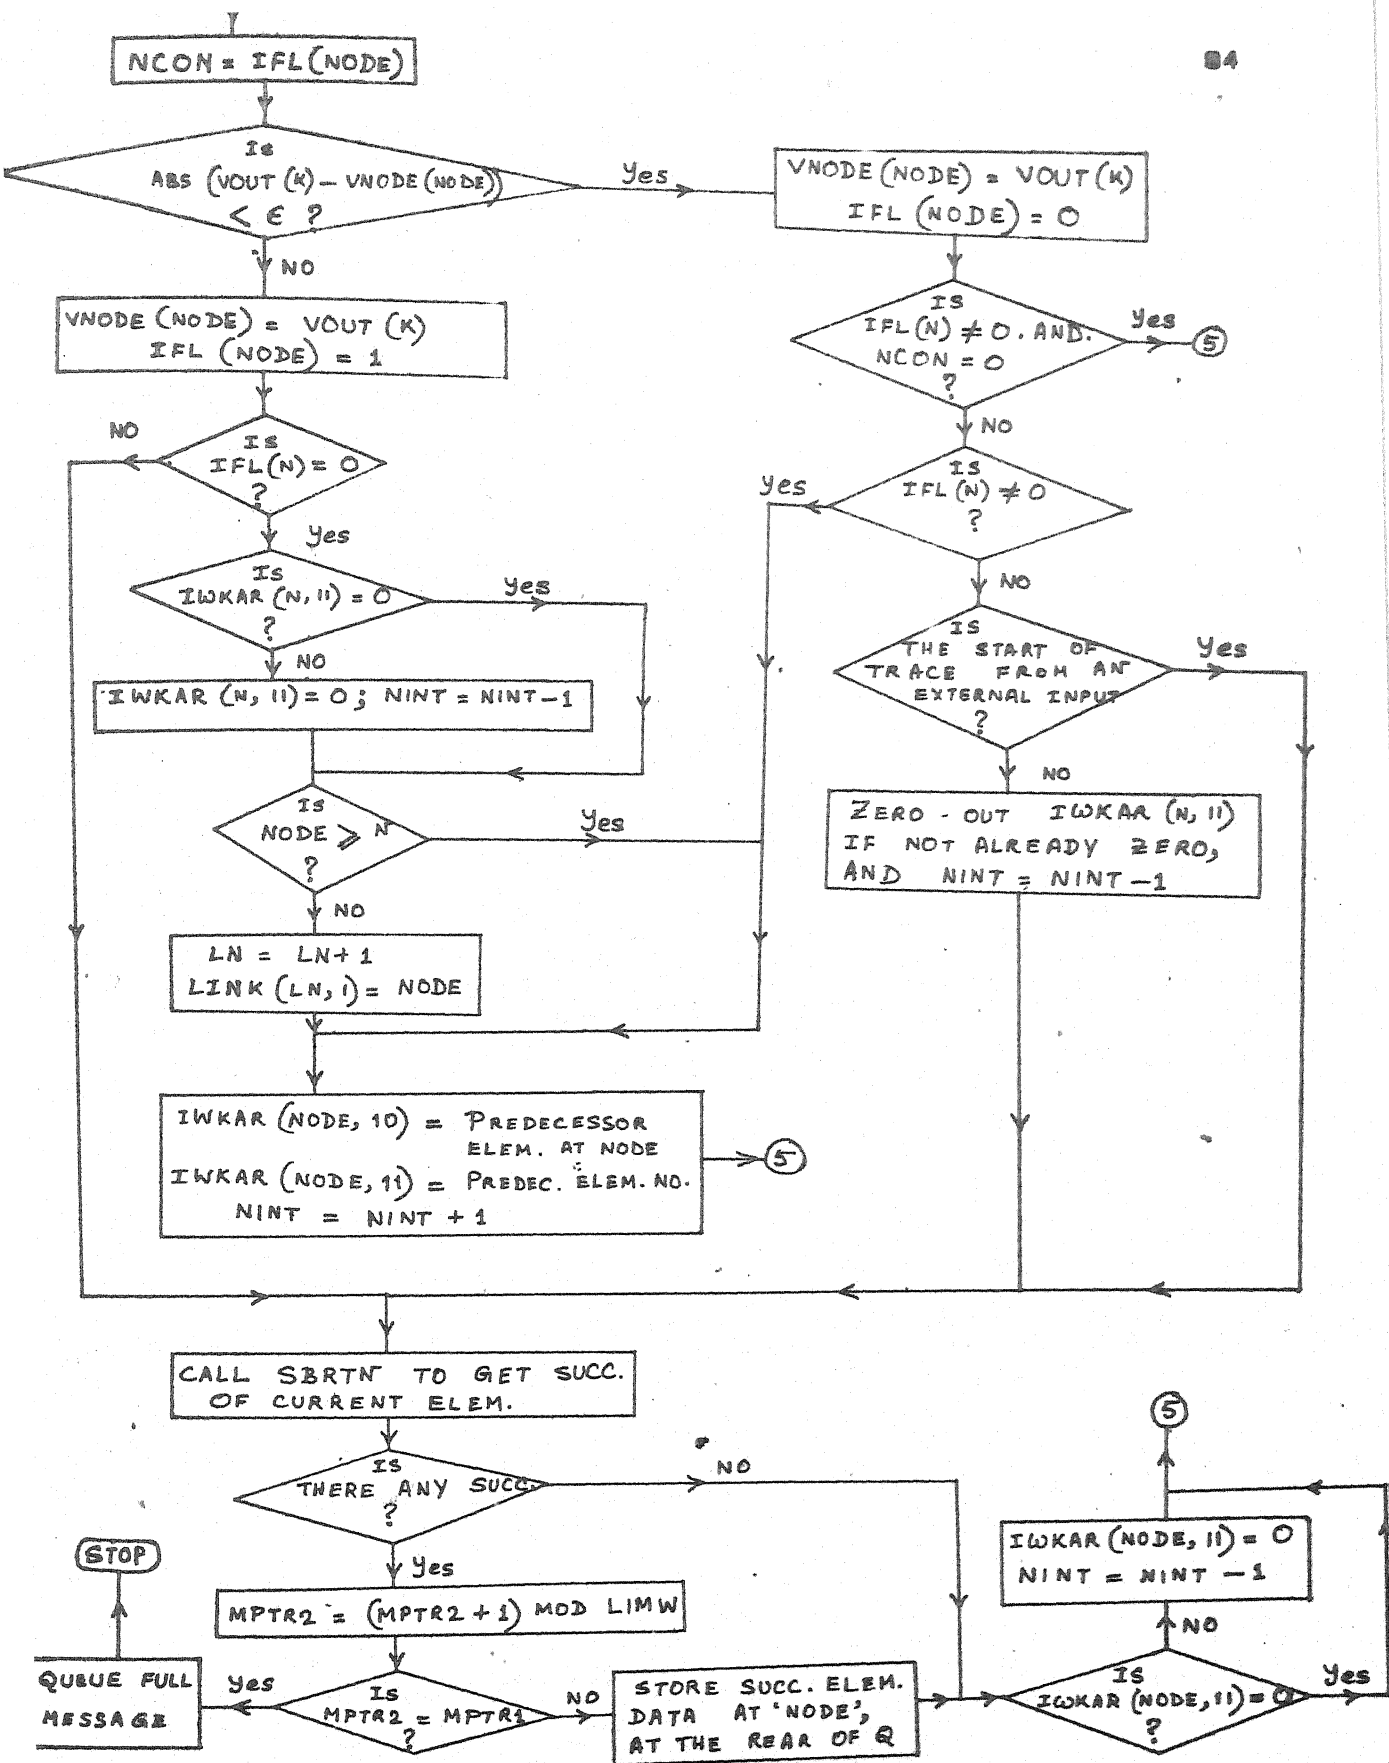 84
NCON = IFL(NODE)
Is
ABS (VOUT (K) – VNODE (NODE))
< ϵ ?
Yes
VNODE (NODE) = VOUT (K)
IFL (NODE) = 0
NO
VNODE (NODE) = VOUT (K)
IFL (NODE) = 1
IS
IFL(N) ≠ 0 . AND.
NCON = 0
?
Yes
5
NO
NO
IS
IFL(N) = 0
?
Yes
IS
IFL (N) ≠ 0
?
Yes
NO
Is
IWKAR (N, 11) = 0
?
Yes
NO
IWKAR (N, 11) = 0 ; NINT = NINT–1
IS
THE START OF
TRACE FROM AN
EXTERNAL INPUT
?
Yes
NO
ZERO - OUT IWKAR (N, 11)
IF NOT ALREADY ZERO,
AND NINT = NINT –1
IS
NODE ⩾ N
?
Yes
NO
LN = LN+ 1
LINK (LN, 1) = NODE
IWKAR (NODE, 10) = PREDECESSOR
ELEM. AT NODE
IWKAR (NODE, 11) = PREDEC. ELEM. NO.
NINT = NINT + 1
5
CALL SBRTN TO GET SUCC.
OF CURRENT ELEM.
IS
THERE ANY SUCC.
?
NO
Yes
MPTR2 = (MPTR2 + 1) MOD LIMW
Is
MPTR2 = MPTR1
?
Yes
QUEUE FULL
MESSAGE
STOP
NO
STORE SUCC. ELEM.
DATA AT 'NODE',
AT THE REAR OF Q
IS
IWKAR (NODE, 11) = 0
?
Yes
NO
IWKAR (NODE, 11) = 0
NINT = NINT – 1
5